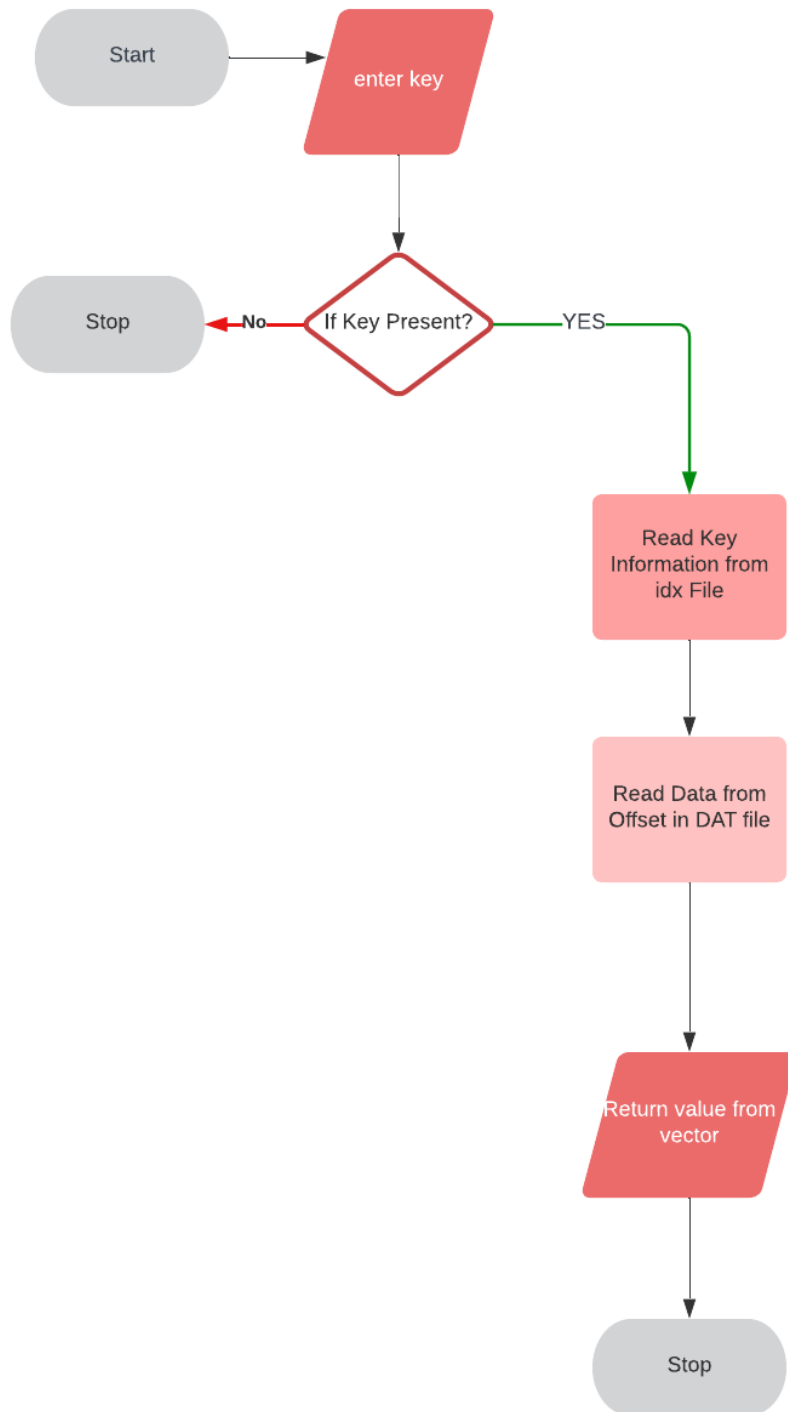 Start
enter key
Stop
No
If Key Present?
YES
Read Key
Information from
idx File
Read Data from
Offset in DAT file
Return value from
vector
Stop